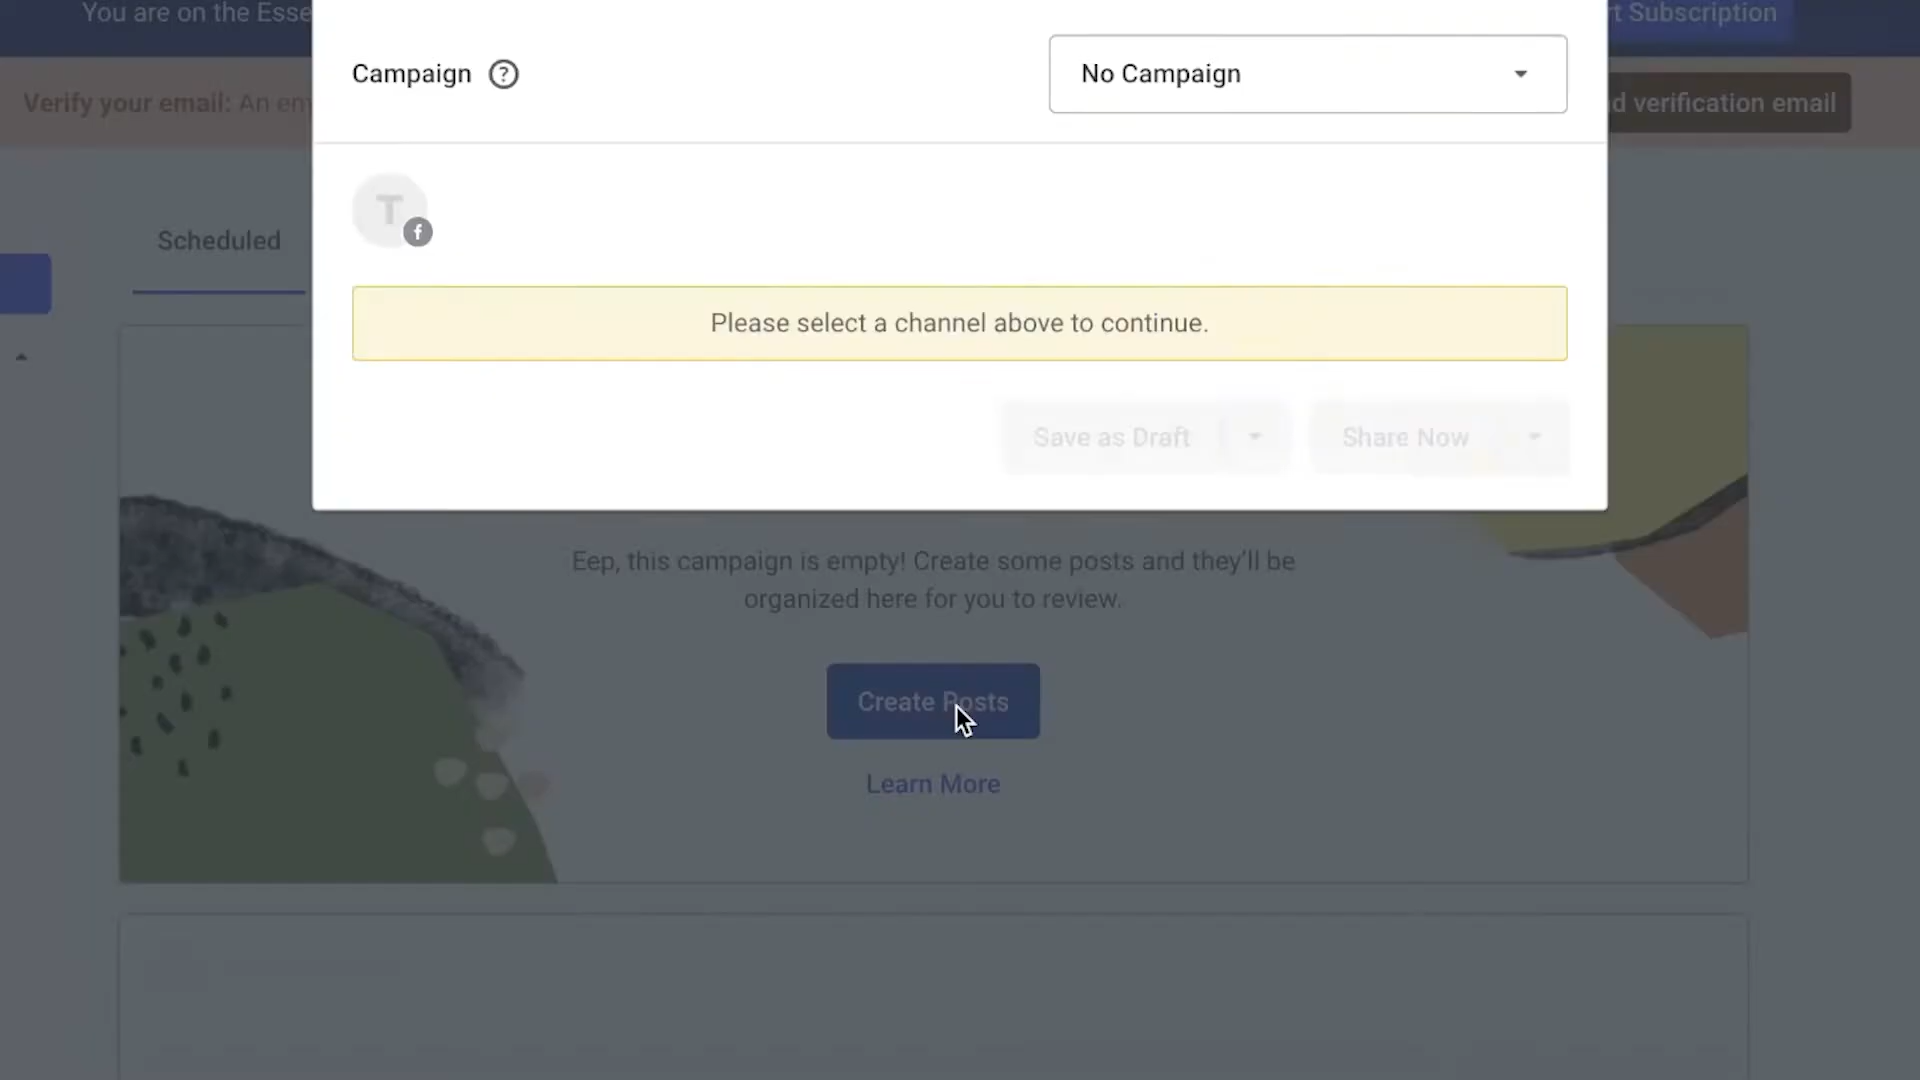 You are on the Esse
t Subscription
Campaign ?
No Campaign
Verify your email: An em
d verification email
T
f
Scheduled
Please select a channel above to continue.
Save as Draft
Share Now
Eep, this campaign is empty! Create some posts and they'll be
organized here for you to review.
Create Posts
Learn More